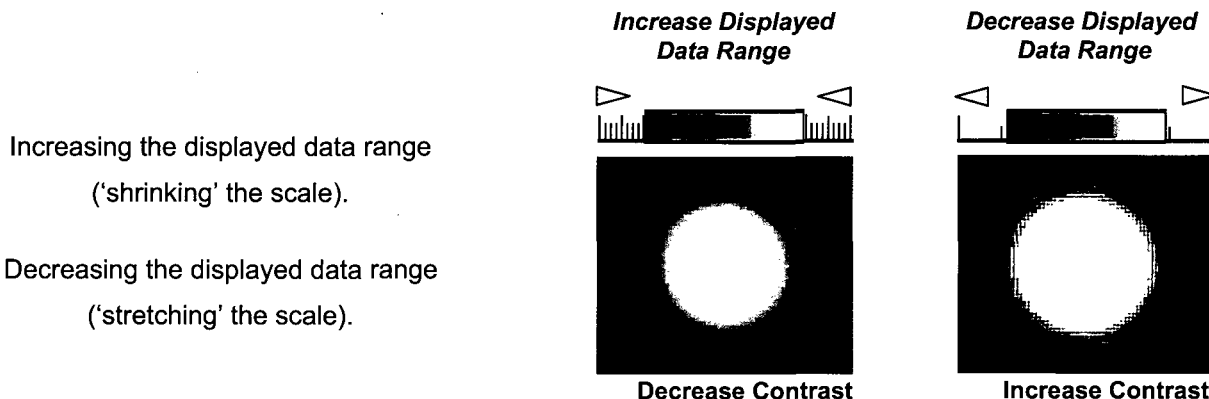 Increasing the displayed data range
(‘shrinking’ the scale).
Decreasing the displayed data range
(‘stretching’ the scale).
Increase Displayed
Data Range
Decrease Displayed
Data Range
Decrease Contrast
Increase Contrast